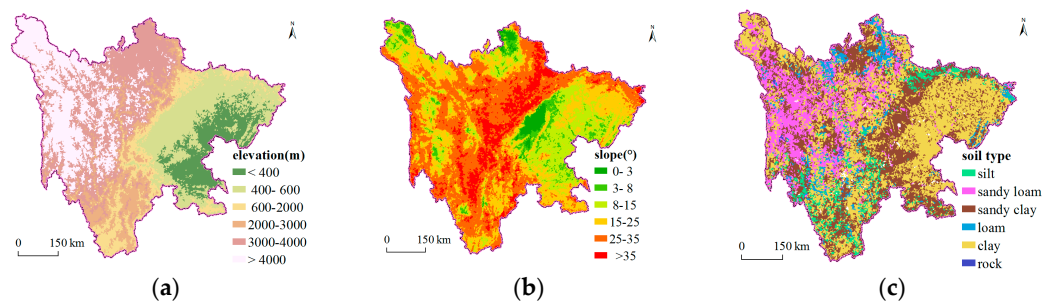 N
elevation(m)
< 400
400- 600
600-2000
2000-3000
3000-4000
> 4000
0 150 km
(a)
N
slope(°)
0- 3
3- 8
8-15
15-25
25-35
>35
0 150 km
(b)
N
soil type
silt
sandy loam
sandy clay
loam
clay
rock
0 150 km
(c)